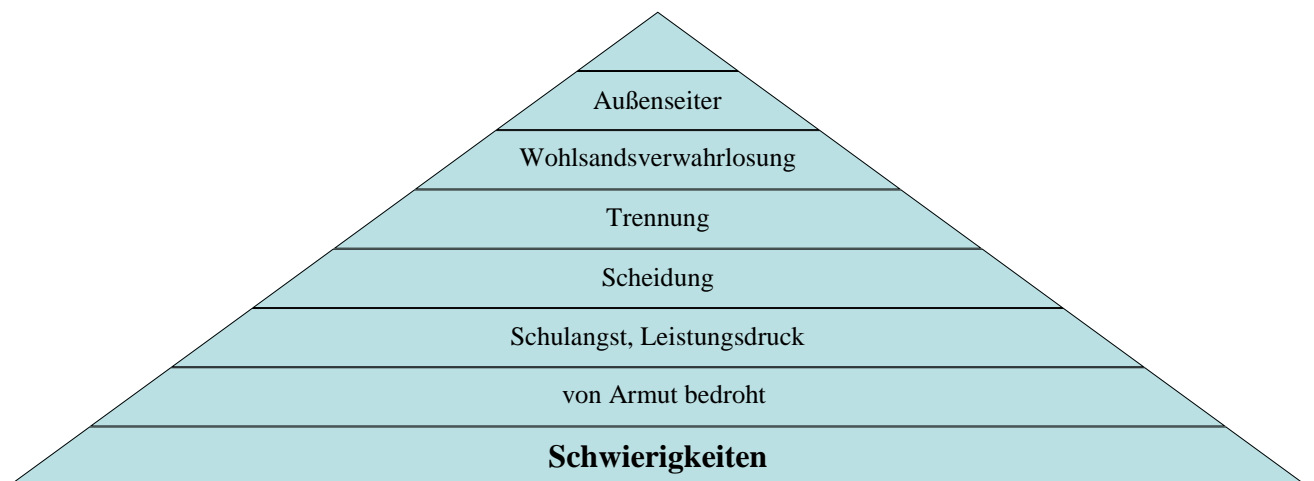 Außenseiter
Wohlsandsverwahrlosung
Trennung
Scheidung
Schulangst, Leistungsdruck
von Armut bedroht
Schwierigkeiten